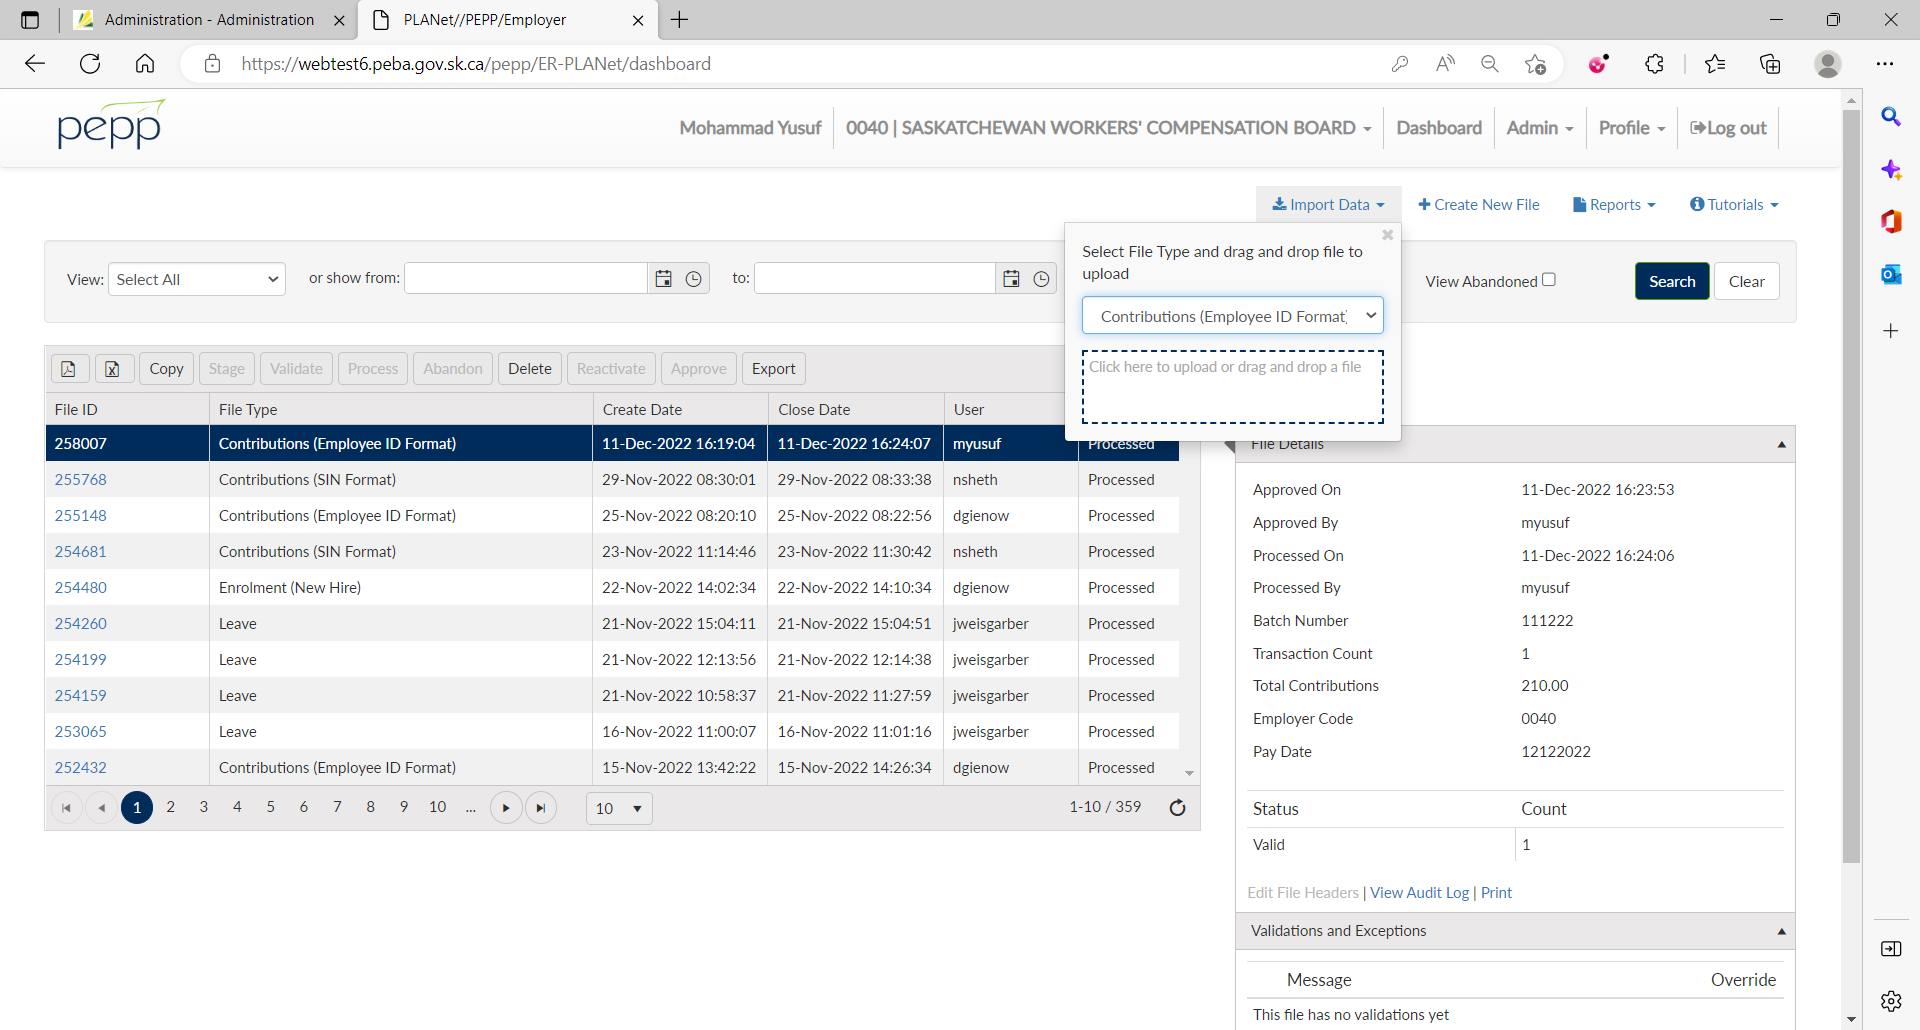 Administration - Administration
PLANet//PEPP/Employer
https://webtest6.peba.gov.sk.ca/pepp/ER-PLANet/dashboard
pepp
Mohammad Yusuf
0040 | SASKATCHEWAN WORKERS' COMPENSATION BOARD
Dashboard
Admin
Profile
Log out
Import Data
Create New File
Reports
Tutorials
Select File Type and drag and drop file to
upload
Contributions (Employee ID Format)
Click here to upload or drag and drop a file
View: Select All
or show from:
to:
View Abandoned
Search
Clear
Copy Stage Validate Process Abandon Delete Reactivate Approve Export
File ID File Type Create Date Close Date User
258007 Contributions (Employee ID Format) 11-Dec-2022 16:19:04 11-Dec-2022 16:24:07 myusuf Processed
255768 Contributions (SIN Format) 29-Nov-2022 08:30:01 29-Nov-2022 08:33:38 nsheth Processed
255148 Contributions (Employee ID Format) 25-Nov-2022 08:20:10 25-Nov-2022 08:22:56 dgienow Processed
254681 Contributions (SIN Format) 23-Nov-2022 11:14:46 23-Nov-2022 11:30:42 nsheth Processed
254480 Enrolment (New Hire) 22-Nov-2022 14:02:34 22-Nov-2022 14:10:34 dgienow Processed
254260 Leave 21-Nov-2022 15:04:11 21-Nov-2022 15:04:51 jweisgarber Processed
254199 Leave 21-Nov-2022 12:13:56 21-Nov-2022 12:14:38 jweisgarber Processed
254159 Leave 21-Nov-2022 10:58:37 21-Nov-2022 11:27:59 jweisgarber Processed
253065 Leave 16-Nov-2022 11:00:07 16-Nov-2022 11:01:16 jweisgarber Processed
252432 Contributions (Employee ID Format) 15-Nov-2022 13:42:22 15-Nov-2022 14:26:34 dgienow Processed
1 2 3 4 5 6 7 8 9 10 ... 10 1-10 / 359
File Details
Approved On 11-Dec-2022 16:23:53
Approved By myusuf
Processed On 11-Dec-2022 16:24:06
Processed By myusuf
Batch Number 111222
Transaction Count 1
Total Contributions 210.00
Employer Code 0040
Pay Date 12122022
Status Count
Valid 1
Edit File Headers | View Audit Log | Print
Validations and Exceptions
Message Override
This file has no validations yet